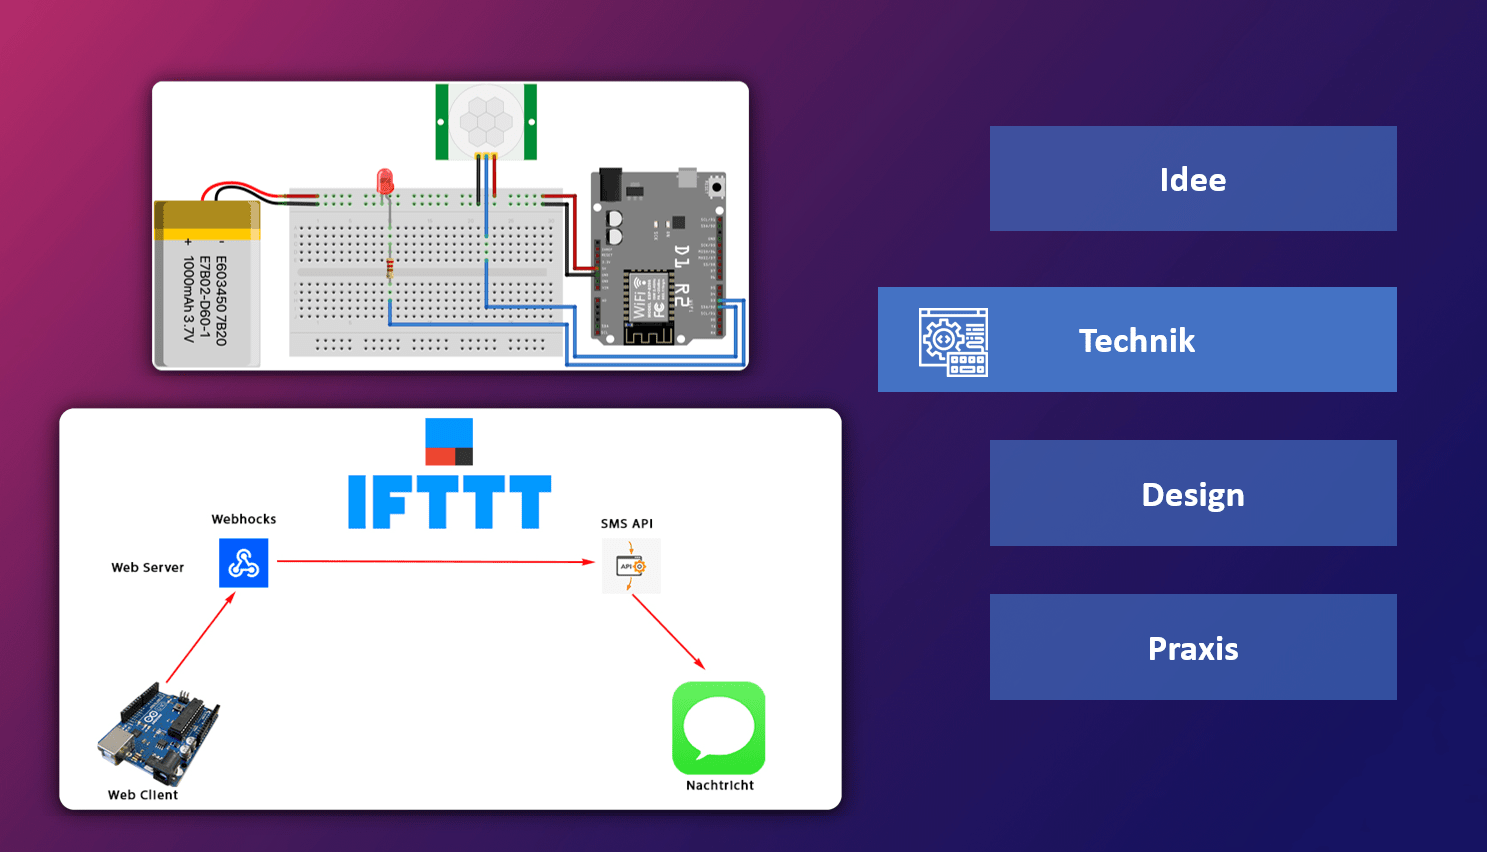 E603450 7B20
E7B02-D60-1
1000mAh 3.7V
+ -
D1 R2
WiFi
IFTTT
Webhocks
SMS API
Web Server
API
Web Client
Nachtricht
Idee
Technik
Design
Praxis